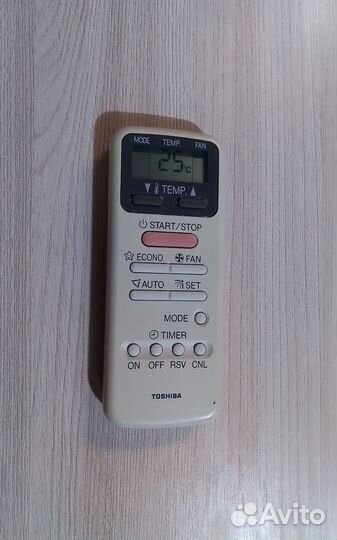 MODE TEMP. FAN
25°C
▼ TEMP. ▲
START/STOP
ECONO. FAN
AUTO SET
MODE
TIMER
ON OFF RSV CNL
TOSHIBA
Avito